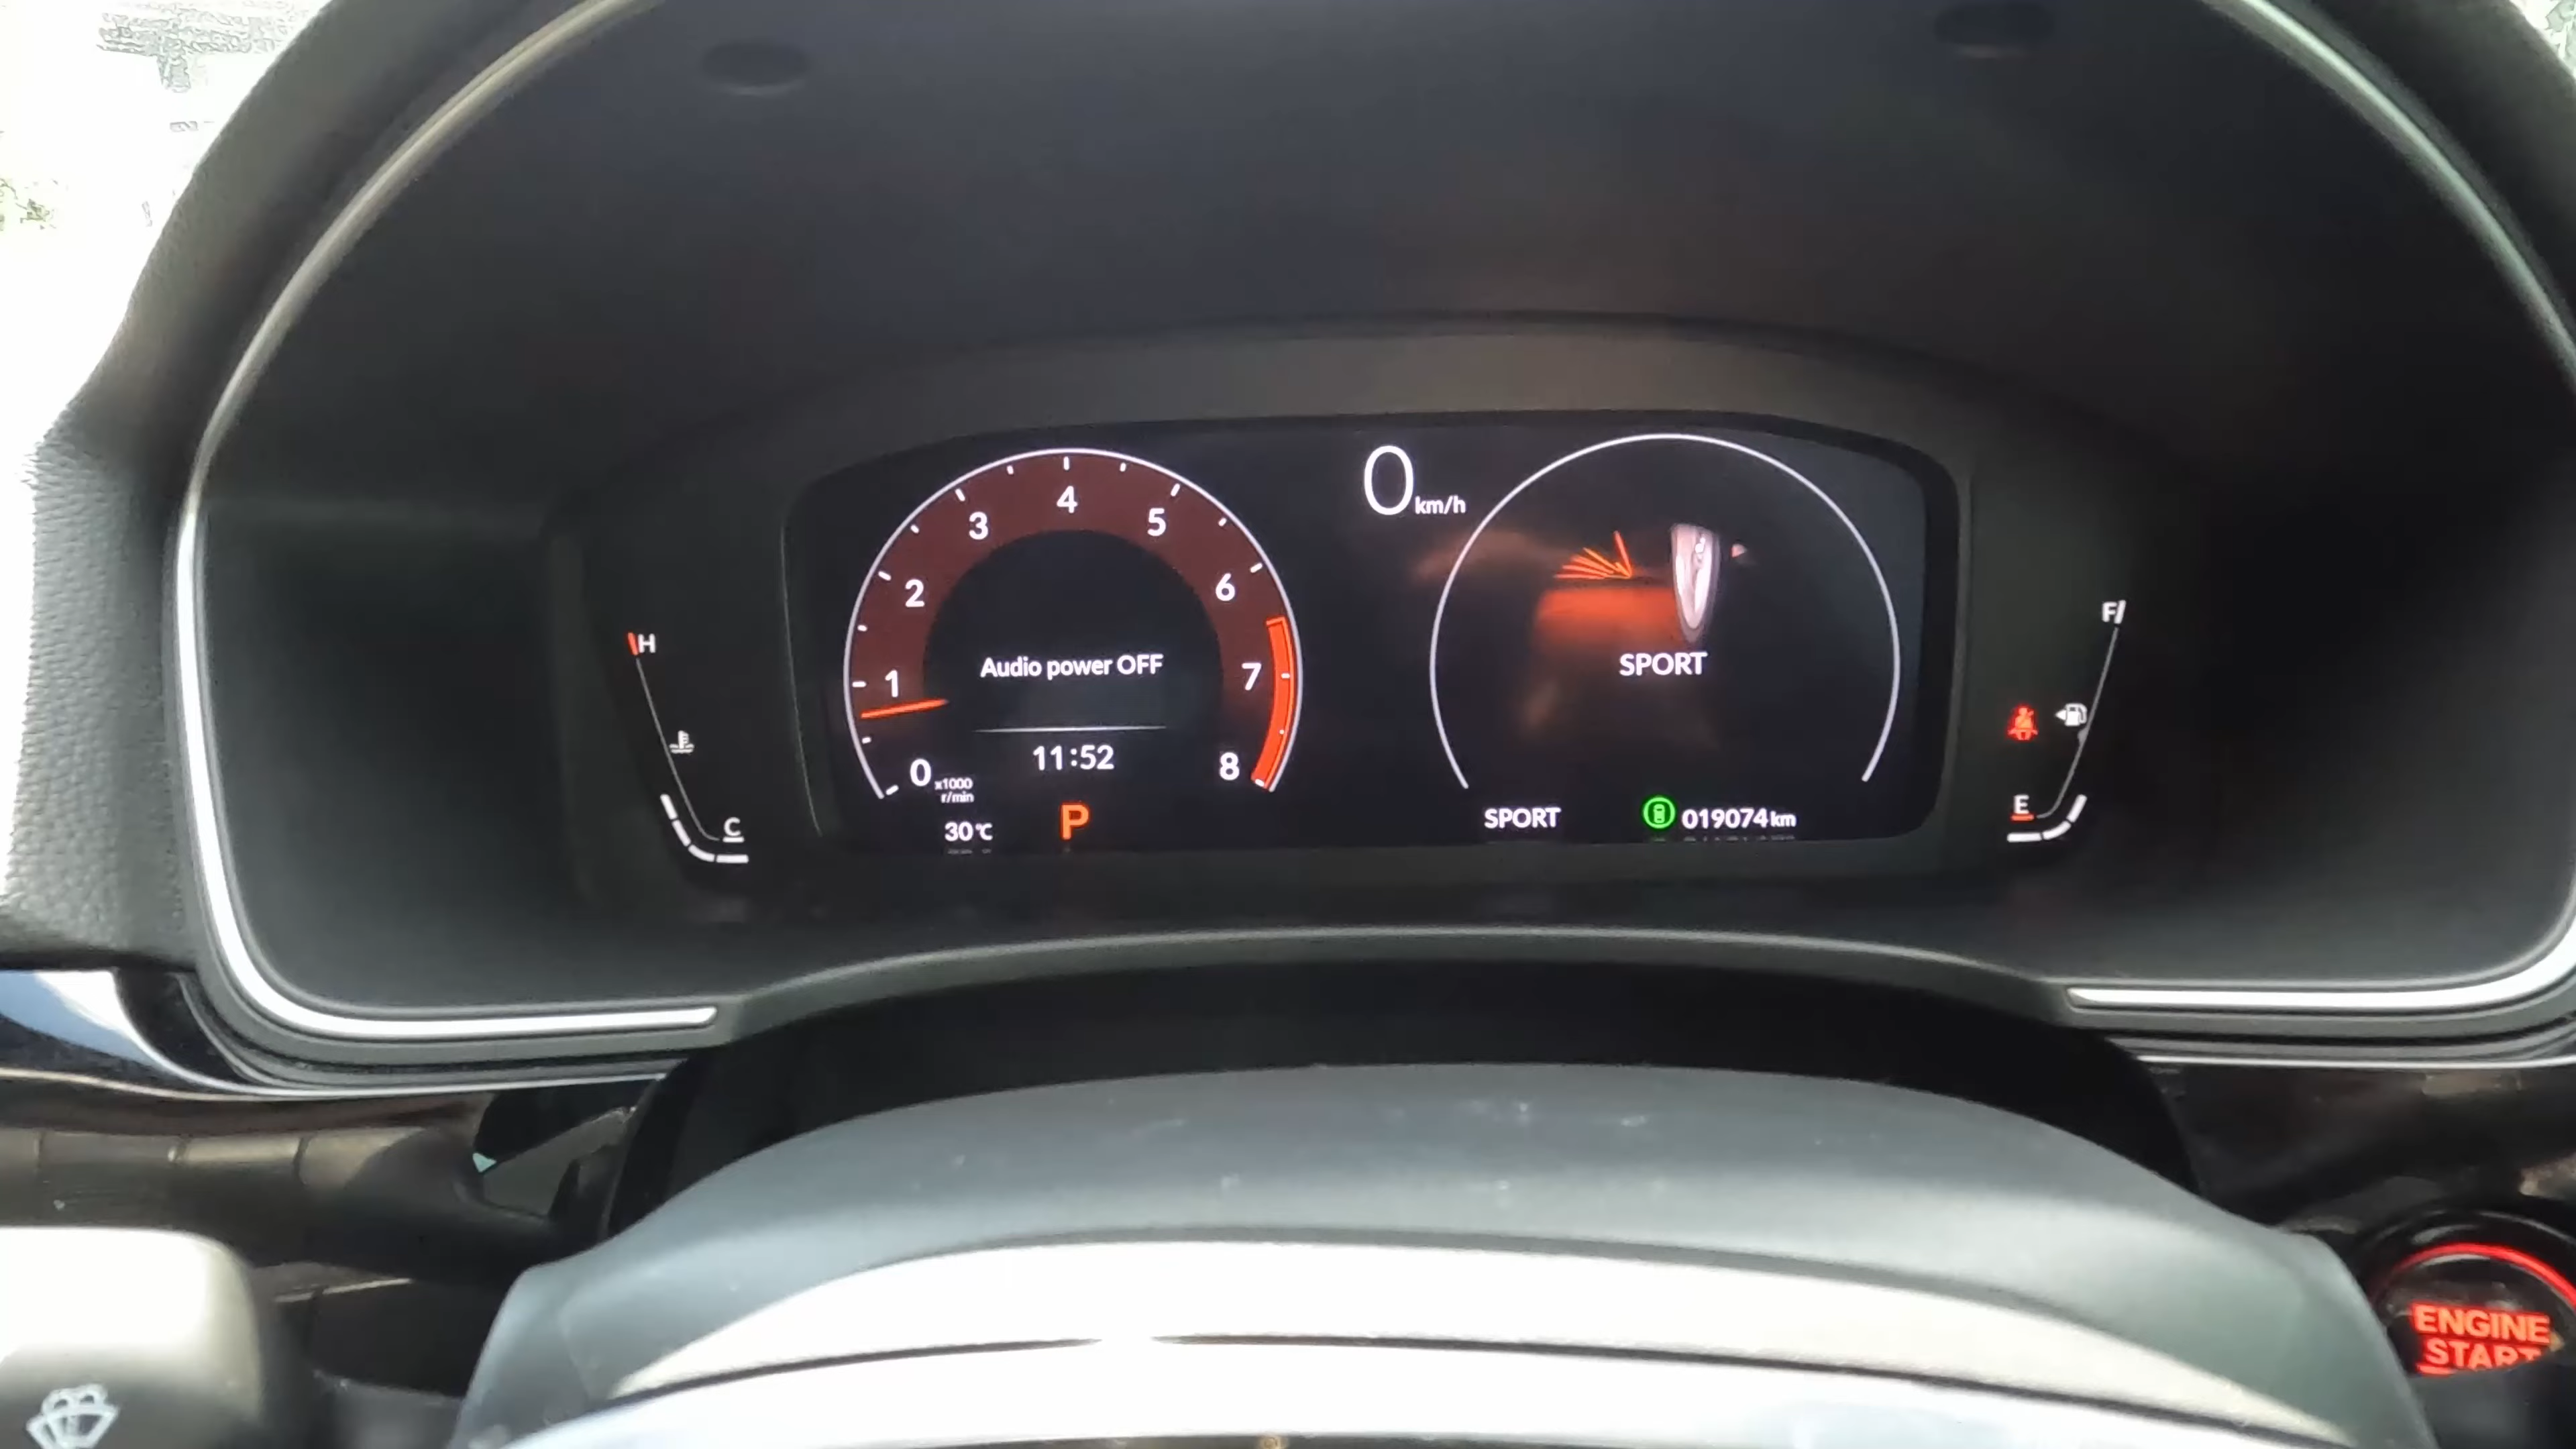 0 km/h
4
3
5
2
6
H
F
Audio power OFF
SPORT
1
7
11:52
0 x1000 r/min
8
30°C
P
SPORT
019074 km
C
E
ENGINE
START